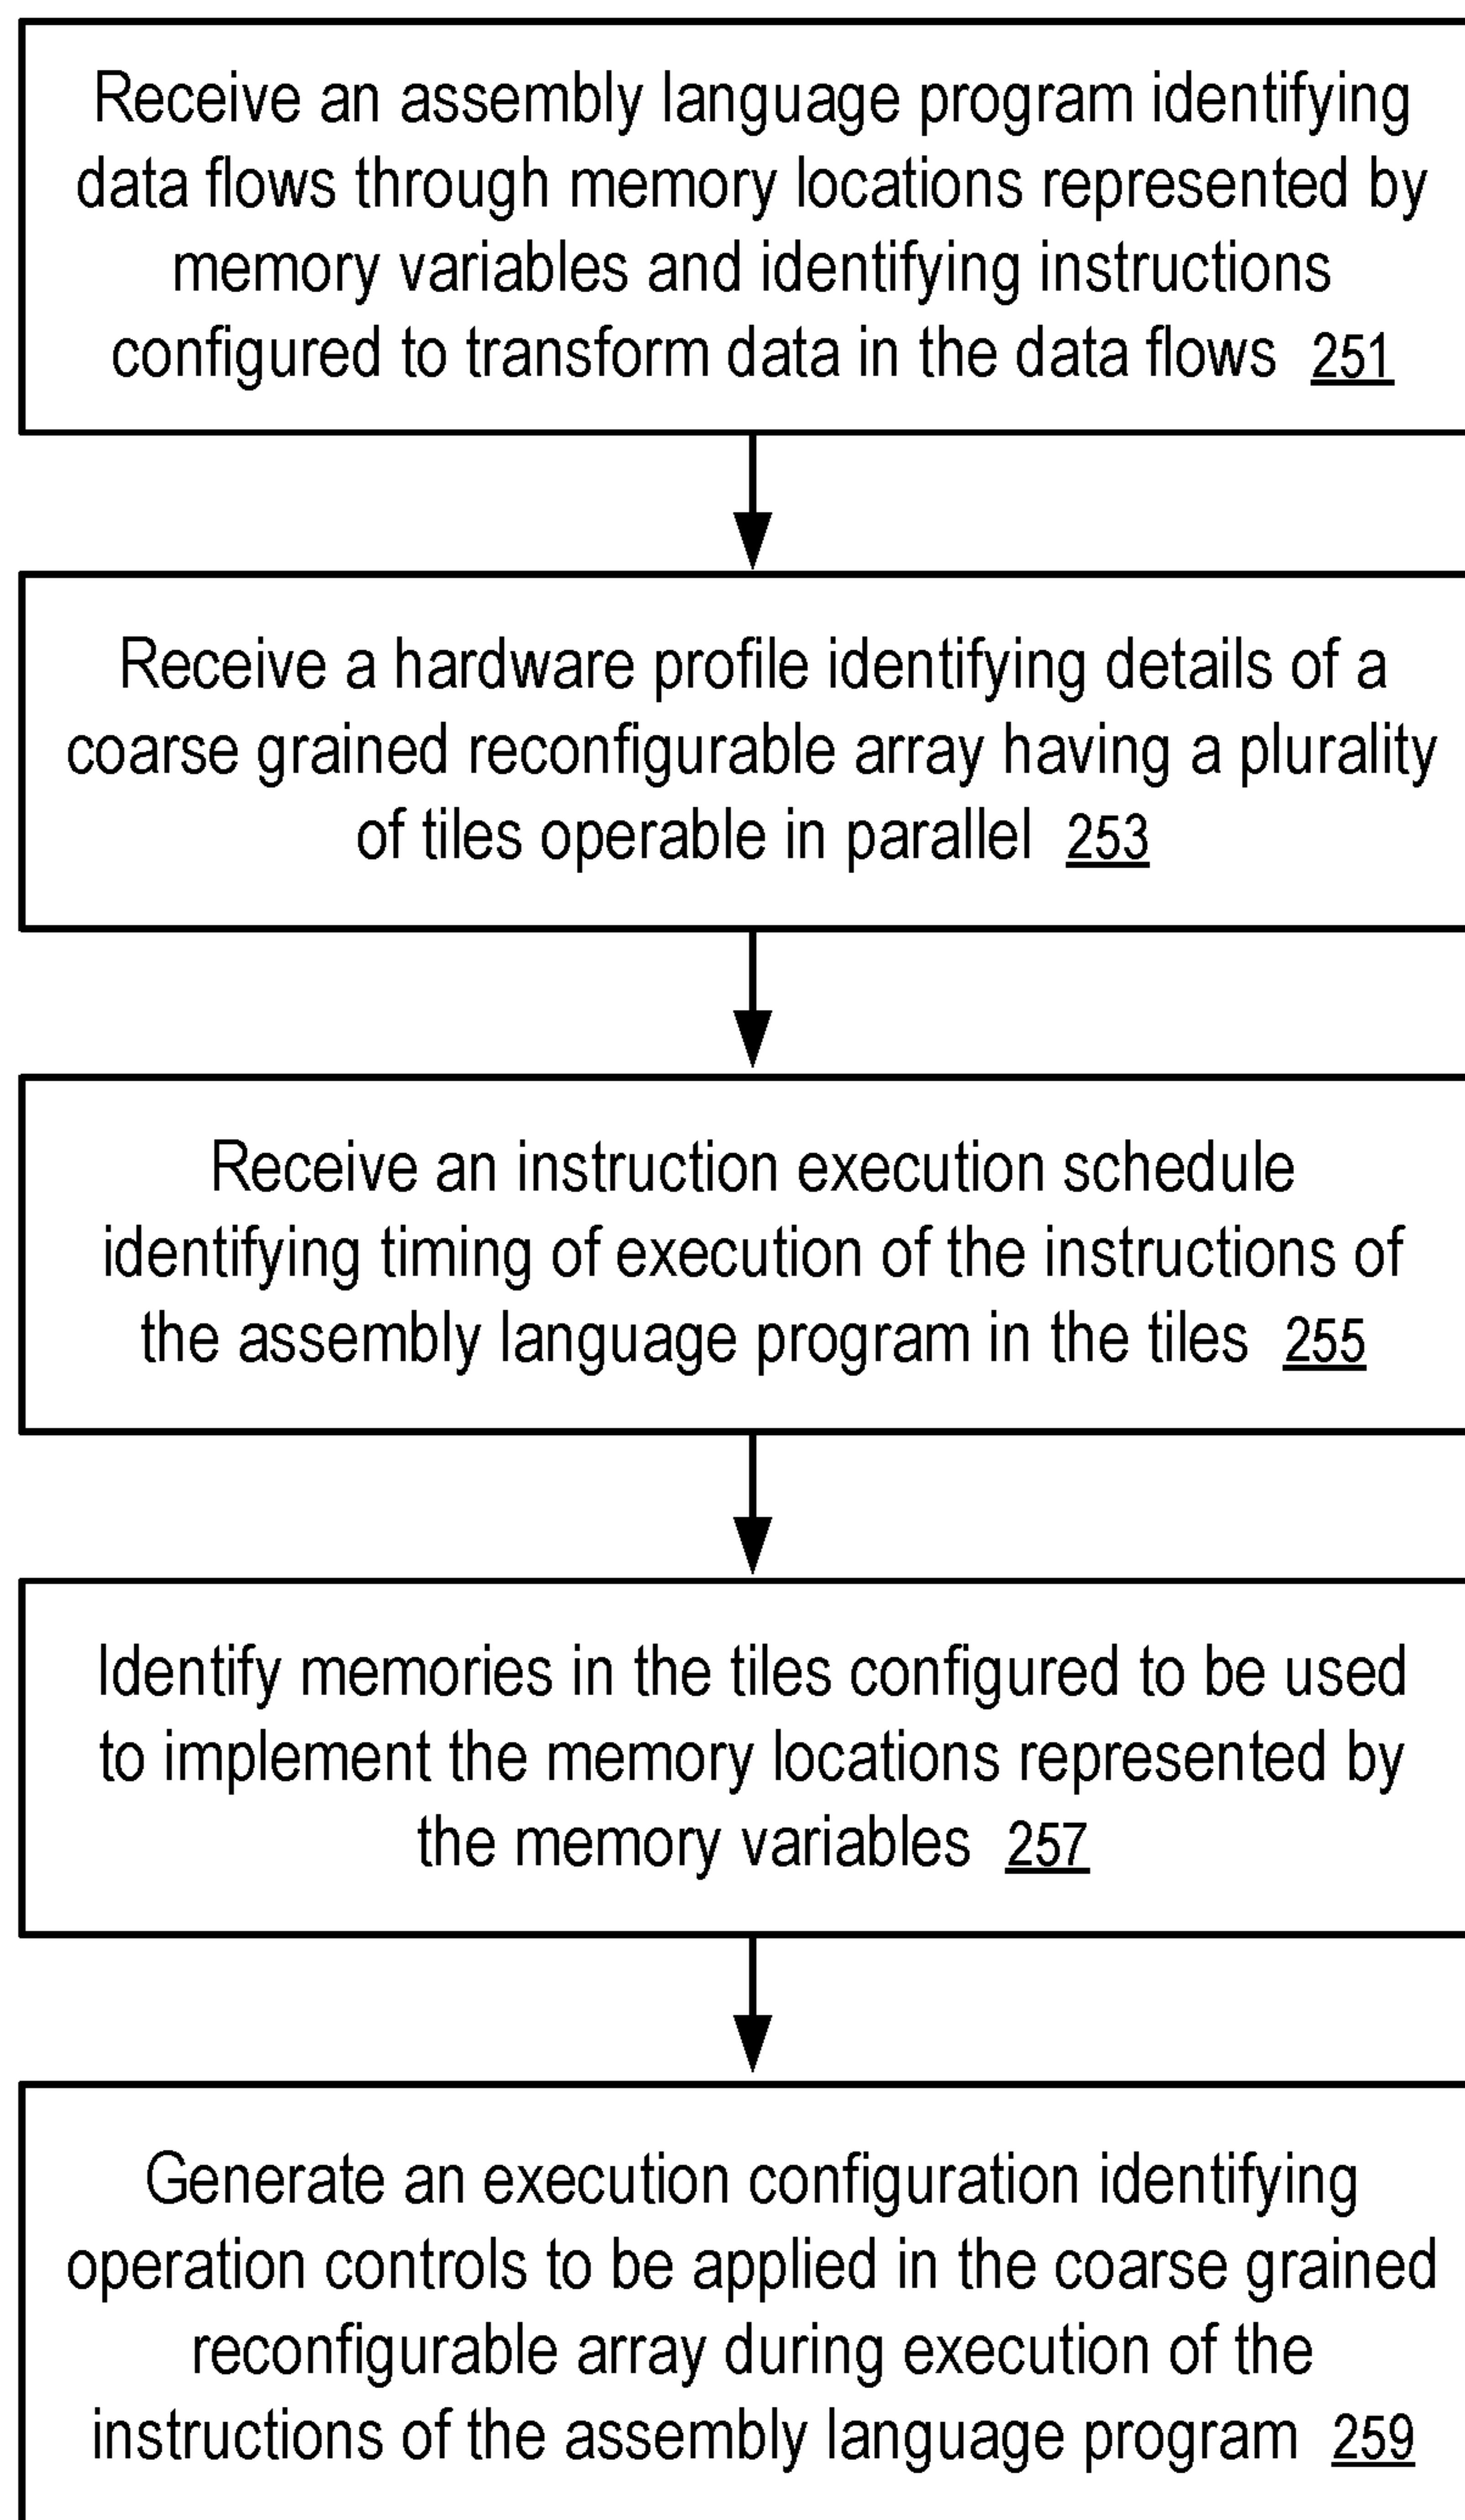 Receive an assembly language program identifying
data flows through memory locations represented by
memory variables and identifying instructions
configured to transform data in the data flows 251
Receive a hardware profile identifying details of a
coarse grained reconfigurable array having a plurality
of tiles operable in parallel 253
Receive an instruction execution schedule
identifying timing of execution of the instructions of
the assembly language program in the tiles 255
Identify memories in the tiles configured to be used
to implement the memory locations represented by
the memory variables 257
Generate an execution configuration identifying
operation controls to be applied in the coarse grained
reconfigurable array during execution of the
instructions of the assembly language program 259